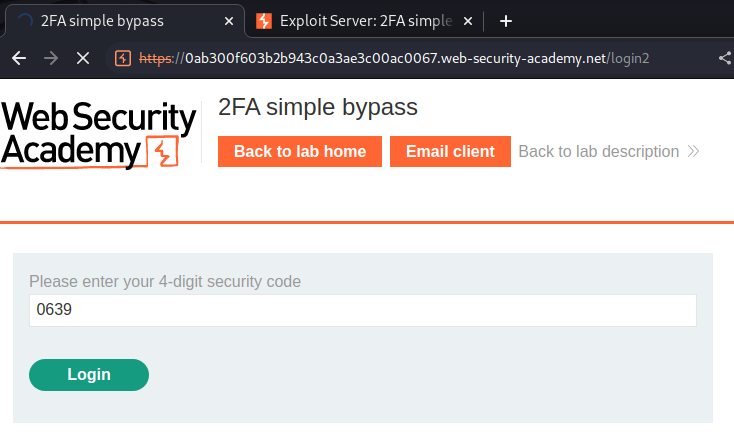 2FA simple bypass
Exploit Server: 2FA simple
https://0ab300f603b2b943c0a3ae3c00ac0067.web-security-academy.net/login2
Web Security
Academy
2FA simple bypass
Back to lab home
Email client
Back to lab description
Please enter your 4-digit security code
0639
Login